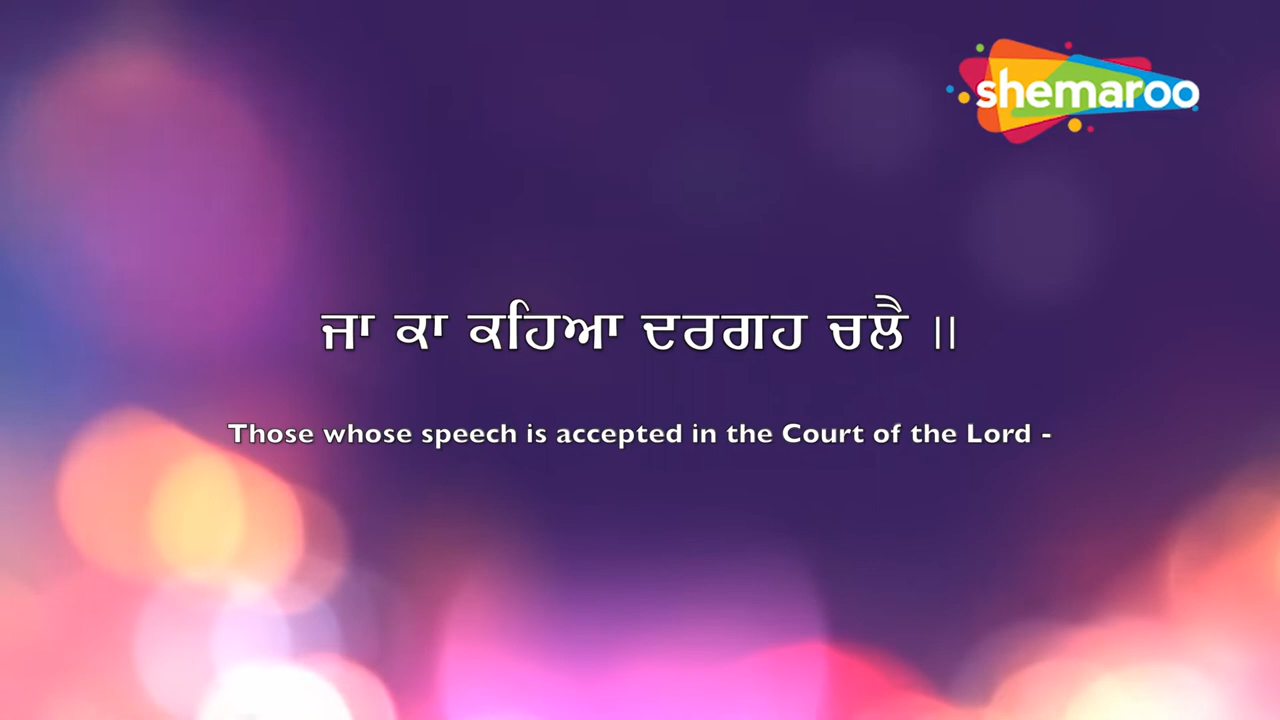 shemaroo
ਜਾ ਕਾ ਕਹਿਆ ਦਰਗਹ ਚਲੈ ॥
Those whose speech is accepted in the Court of the Lord -